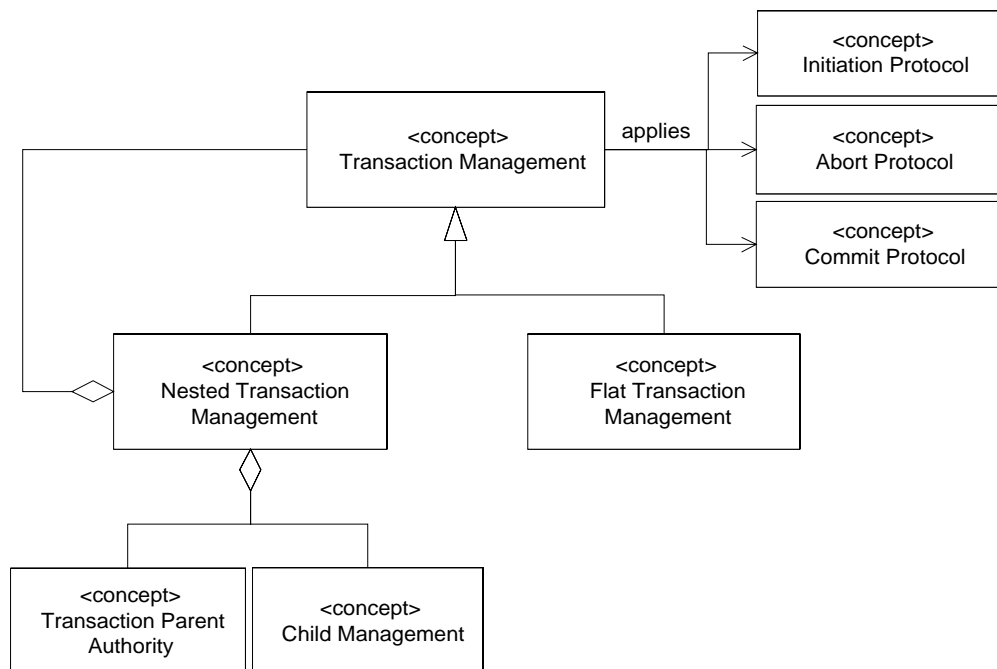 <concept>
Initiation Protocol
<concept>
Transaction Management
applies
<concept>
Abort Protocol
<concept>
Commit Protocol
<concept>
Nested Transaction
Management
<concept>
Flat Transaction
Management
<concept>
Transaction Parent
Authority
<concept>
Child Management